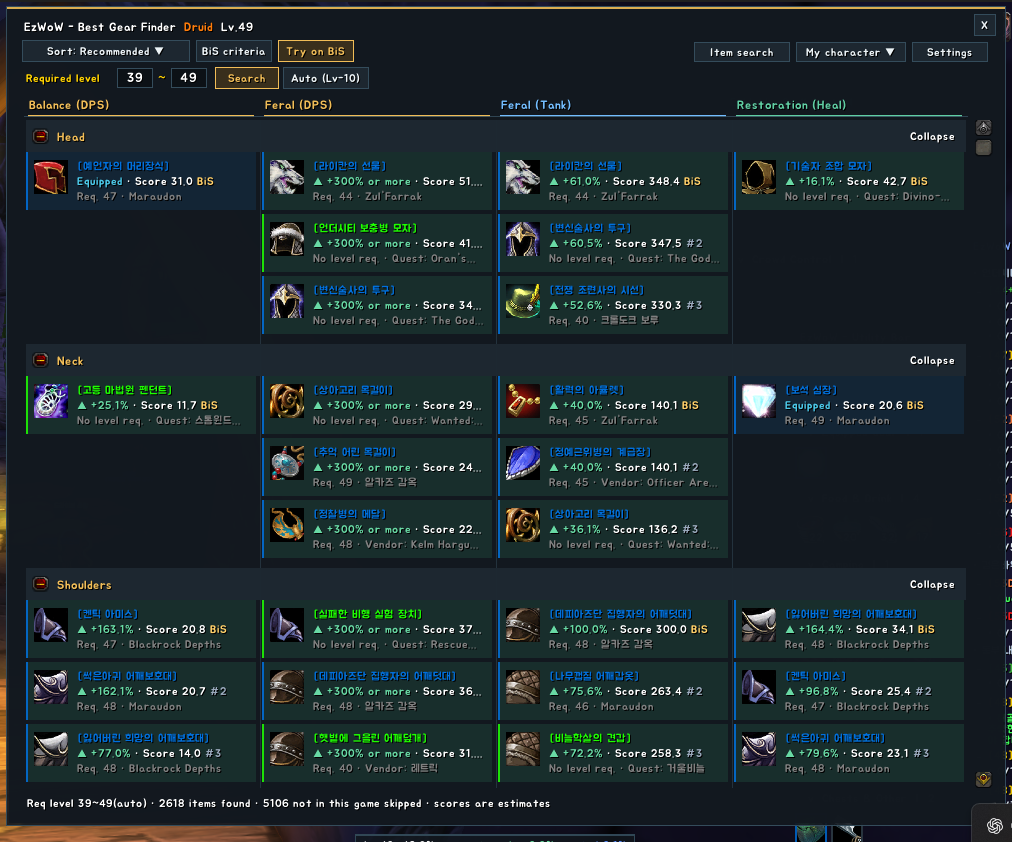 EzWoW - Best Gear Finder Druid Lv.49
X
Sort: Recommended ▼
BiS criteria
Try on BiS
Item search
My character ▼
Settings
Required level 39 ~ 49
Search
Auto (Lv-10)
Balance (DPS)
Feral (DPS)
Feral (Tank)
Restoration (Heal)
Head
Collapse
[예언자의 머리장식]
Equipped · Score 31.0 BiS
Req. 47 · Maraudon
[라이칸의 선물]
▲ +300% or more · Score 51....
Req. 44 · Zul'Farrak
[라이칸의 선물]
▲ +61.0% · Score 348.4 BiS
Req. 44 · Zul'Farrak
[기술자 조합 모자]
▲ +16.1% · Score 42.7 BiS
No level req. · Quest: Divino-...
[언더시티 보충병 모자]
▲ +300% or more · Score 41....
No level req. · Quest: Oran's...
[변신술사의 투구]
▲ +60.5% · Score 347.5 #2
No level req. · Quest: The God...
[변신술사의 투구]
▲ +300% or more · Score 34...
No level req. · Quest: The God...
[전쟁 조련사의 시선]
▲ +52.6% · Score 330.3 #3
Req. 40 · 크톨도크 보루
Neck
Collapse
[고등 마법원 펜던트]
▲ +25.1% · Score 11.7 BiS
No level req. · Quest: 스톰윈드...
[상아고리 목걸이]
▲ +300% or more · Score 29...
No level req. · Quest: Wanted:...
[활력의 아뮬렛]
▲ +40.0% · Score 140.1 BiS
Req. 45 · Zul'Farrak
[보석 심장]
Equipped · Score 20.6 BiS
Req. 49 · Maraudon
[추억 어린 목걸이]
▲ +300% or more · Score 24...
Req. 49 · 알카즈 감옥
[정예근위병의 계급장]
▲ +40.0% · Score 140.1 #2
Req. 45 · Vendor: Officer Are...
[정찰병의 메달]
▲ +300% or more · Score 22...
Req. 48 · Vendor: Kelm Hargu...
[상아고리 목걸이]
▲ +36.1% · Score 136.2 #3
No level req. · Quest: Wanted:...
Shoulders
Collapse
[켄틱 아미스]
▲ +163.1% · Score 20.8 BiS
Req. 47 · Blackrock Depths
[실패한 비행 실험 장치]
▲ +300% or more · Score 37...
No level req. · Quest: Rescue...
[데피아즈단 집행자의 어깨덧대]
▲ +100.0% · Score 300.0 BiS
Req. 48 · 알카즈 감옥
[잃어버린 희망의 어깨보호대]
▲ +164.4% · Score 34.1 BiS
Req. 48 · Blackrock Depths
[썩은아귀 어깨보호대]
▲ +162.1% · Score 20.7 #2
Req. 48 · Maraudon
[데피아즈단 집행자의 어깨덧대]
▲ +300% or more · Score 36...
Req. 48 · 알카즈 감옥
[나무껍질 어깨갑옷]
▲ +75.6% · Score 263.4 #2
Req. 46 · Maraudon
[켄틱 아미스]
▲ +96.8% · Score 25.4 #2
Req. 47 · Blackrock Depths
[잃어버린 희망의 어깨보호대]
▲ +77.0% · Score 14.0 #3
Req. 48 · Blackrock Depths
[햇볕에 그을린 어깨덮개]
▲ +300% or more · Score 31....
Req. 40 · Vendor: 레트릭
[비늘학살의 견갑]
▲ +72.2% · Score 258.3 #3
No level req. · Quest: 거울비늘
[썩은아귀 어깨보호대]
▲ +79.6% · Score 23.1 #3
Req. 48 · Maraudon
Req level 39~49(auto) · 2618 items found · 5106 not in this game skipped · scores are estimates